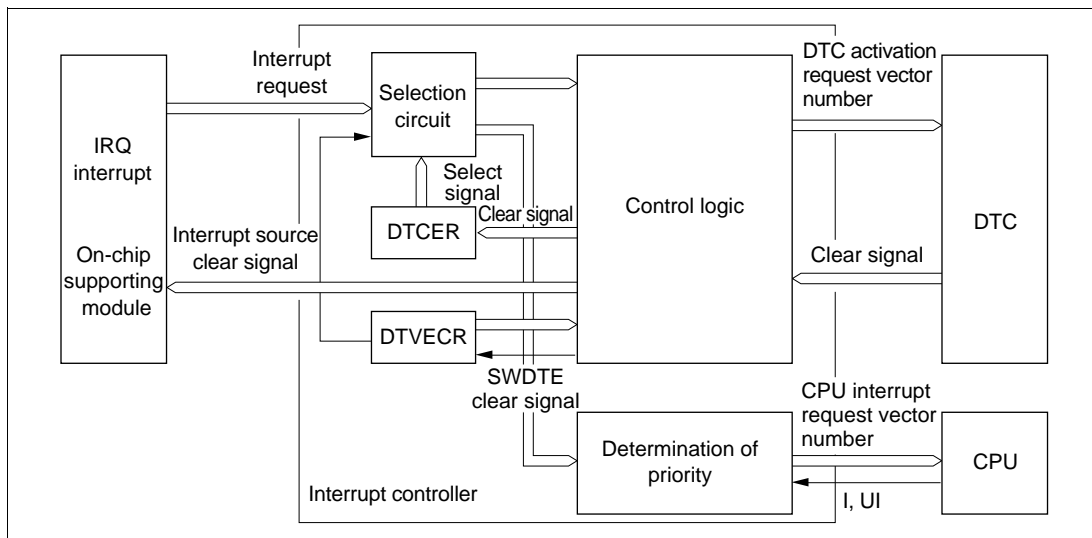 Interrupt
request
DTC activation
request vector
number
Selection
circuit
IRQ
interrupt
Select
signal
Clear signal
Control logic
DTCER
DTC
Interrupt source
clear signal
On-chip
supporting
module
Clear signal
DTVECR
SWDTE
clear signal
CPU interrupt
request vector
number
Determination of
priority
CPU
Interrupt controller
I, UI